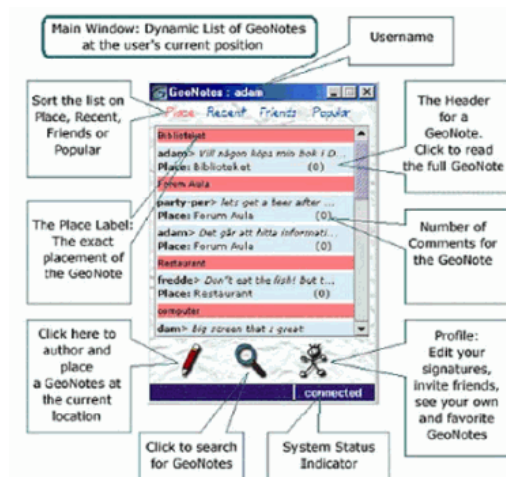 Main Window: Dynamic List of GeoNotes
at the user's current position
Username
Sort the list on
Place, Recent,
Friends or
Popular
GeoNotes : adam
Place Recent Friends Popular
Biblioteket
adam> Vill någon köpa min bok i D...
Place: Biblioteket (0)
Forum Aula
party-per> lets get a beer after ...
Place: Forum Aula (0)
adam> Det går att hitta informati...
Place: Forum Aula (0)
Restaurant
fredde> Don't eat the fish! But t...
Place: Restaurant (0)
computer
dam> big screen that i great
connected
The Header
for a
GeoNote.
Click to read
the full GeoNote
The Place Label:
The exact
placement of
the GeoNote
Number of
Comments for
the GeoNote
Click here to
author and
place
a GeoNotes at
the current
location
Profile:
Edit your
signatures,
invite friends,
see your own
and favorite
GeoNotes
Click to search
for GeoNotes
System Status
Indicator